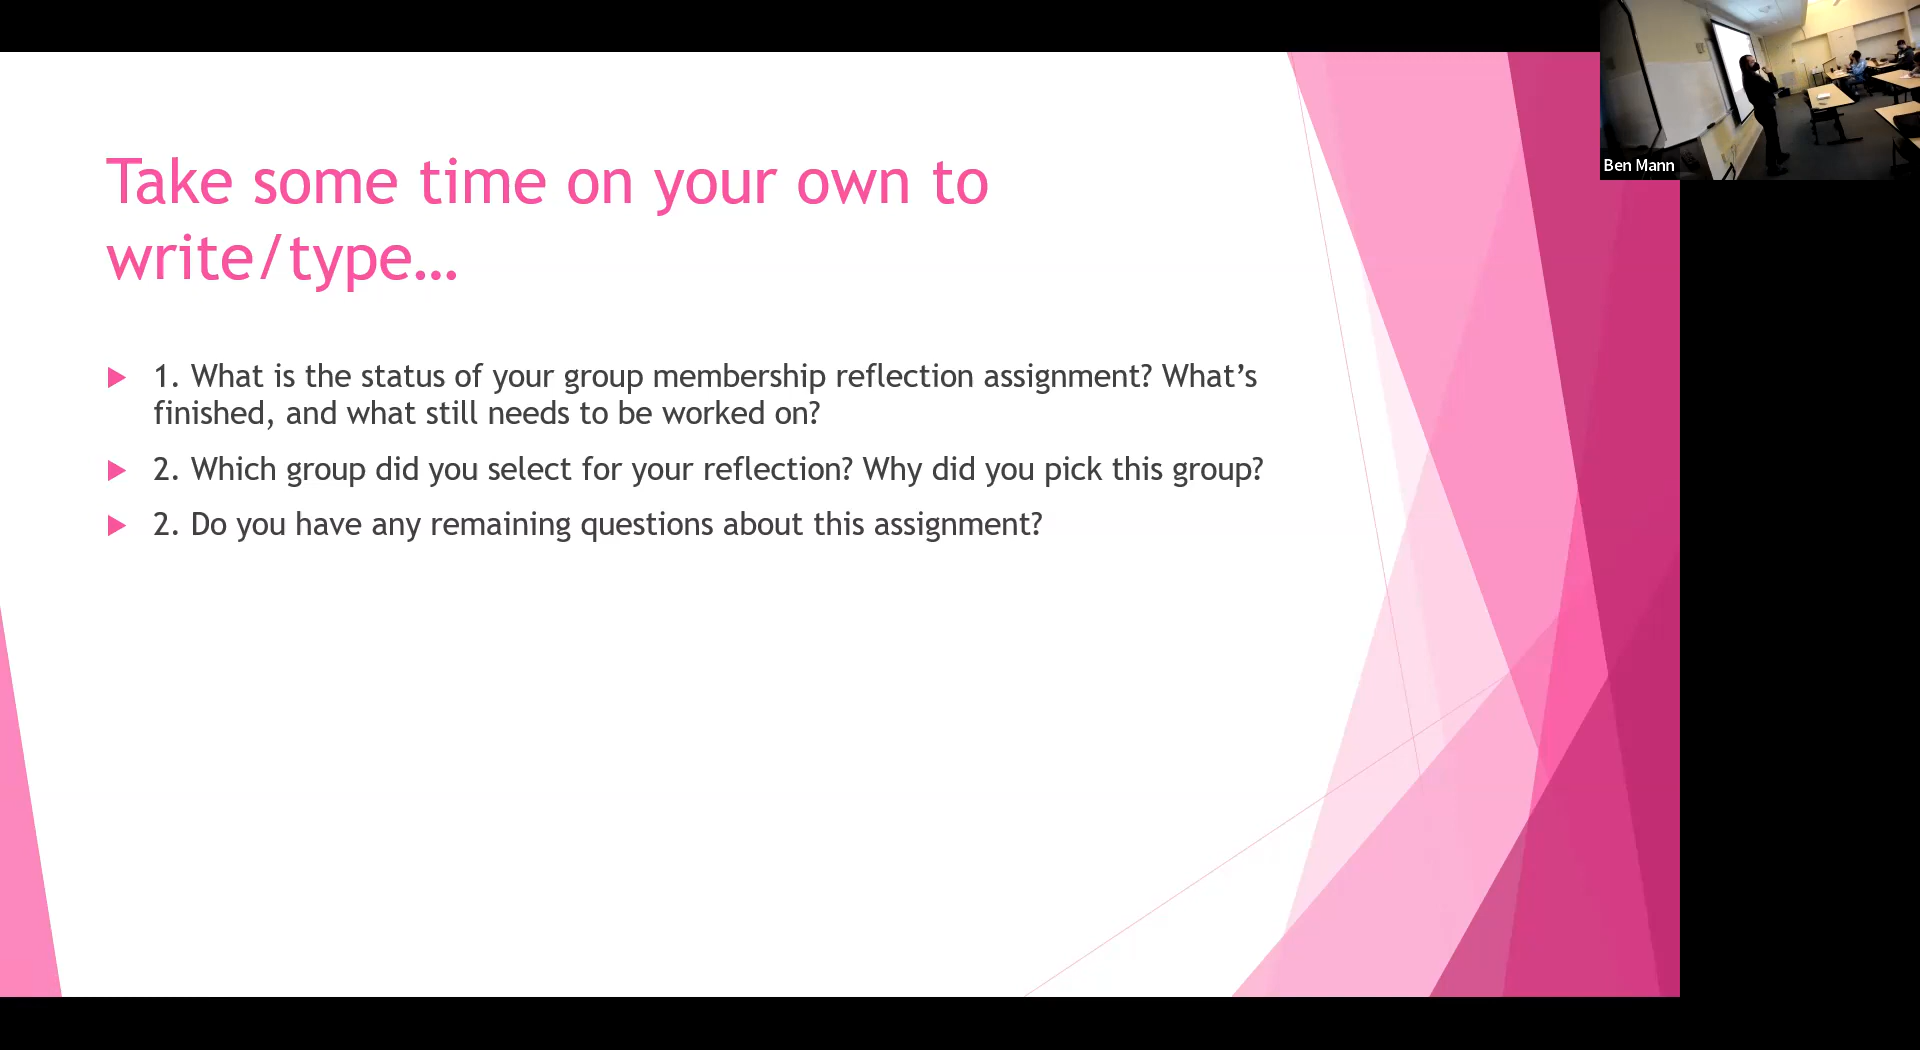 Ben Mann
Take some time on your own to
write/type…
1. What is the status of your group membership reflection assignment? What’s
finished, and what still needs to be worked on?
2. Which group did you select for your reflection? Why did you pick this group?
2. Do you have any remaining questions about this assignment?